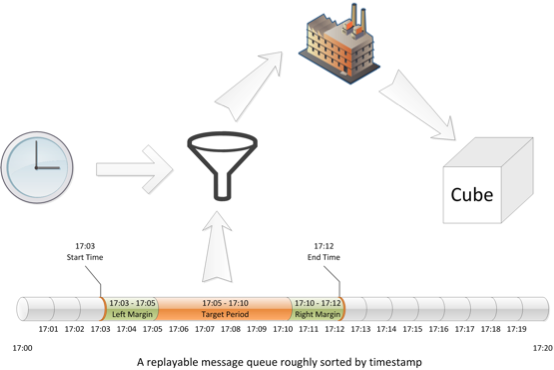 Cube
17:03
Start Time
17:12
End Time
17:03 - 17:05
Left Margin
17:05 - 17:10
Target Period
17:10 - 17:12
Right Margin
17:01 17:02 17:03 17:04 17:05 17:06 17:07 17:08 17:09 17:10 17:11 17:12 17:13 17:14 17:15 17:16 17:17 17:18 17:19
17:00
17:20
A replayable message queue roughly sorted by timestamp